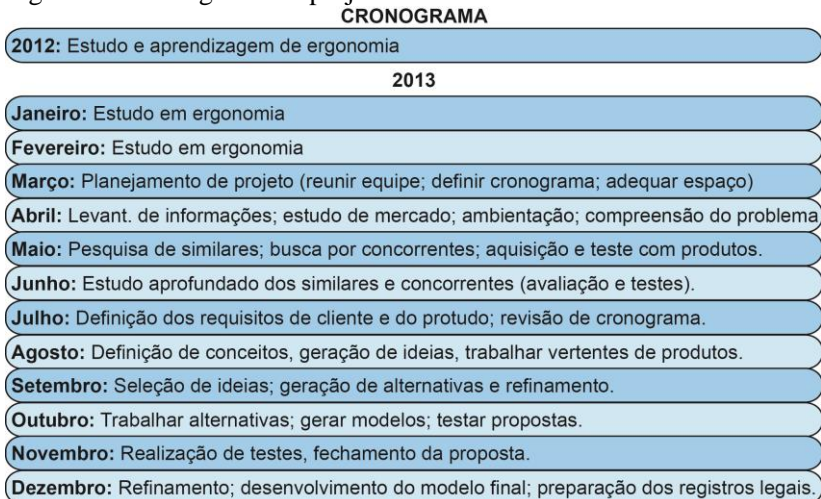 CRONOGRAMA
2012: Estudo e aprendizagem de ergonomia
2013
Janeiro: Estudo em ergonomia
Fevereiro: Estudo em ergonomia
Março: Planejamento de projeto (reunir equipe; definir cronograma; adequar espaço)
Abril: Levant. de informações; estudo de mercado; ambientação; compreensão do problema
Maio: Pesquisa de similares; busca por concorrentes; aquisição e teste com produtos.
Junho: Estudo aprofundado dos similares e concorrentes (avaliação e testes).
Julho: Definição dos requisitos de cliente e do protudo; revisão de cronograma.
Agosto: Definição de conceitos, geração de ideias, trabalhar vertentes de produtos.
Setembro: Seleção de ideias; geração de alternativas e refinamento.
Outubro: Trabalhar alternativas; gerar modelos; testar propostas.
Novembro: Realização de testes, fechamento da proposta.
Dezembro: Refinamento; desenvolvimento do modelo final; preparação dos registros legais.